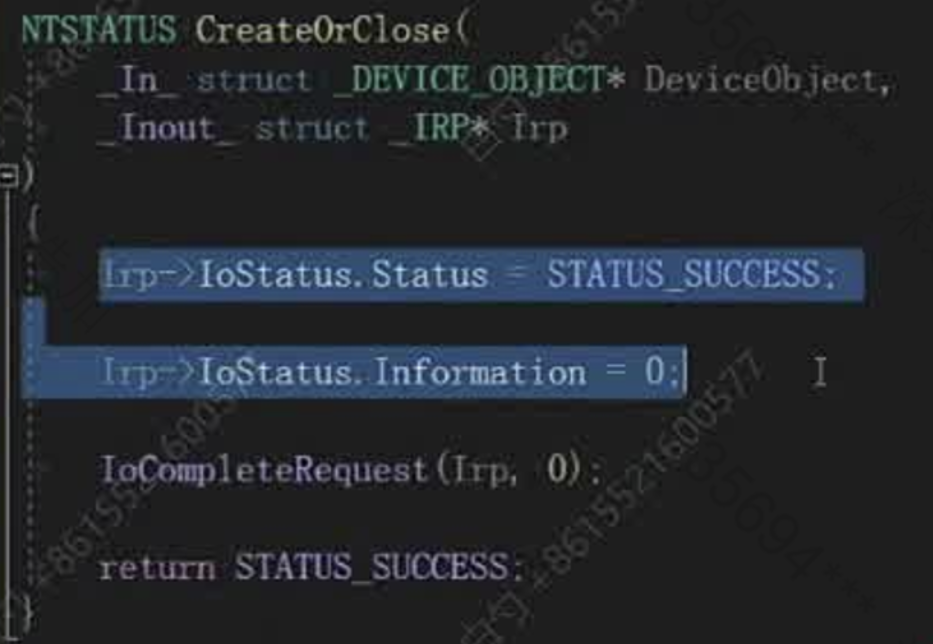 NTSTATUS CreateOrClose(
_In_ struct _DEVICE_OBJECT* DeviceObject,
_Inout_ struct _IRP* Irp
)
{
Irp->IoStatus.Status = STATUS_SUCCESS;
Irp->IoStatus.Information = 0;
IoCompleteRequest(Irp, 0);
return STATUS_SUCCESS;
}
+8615521600577